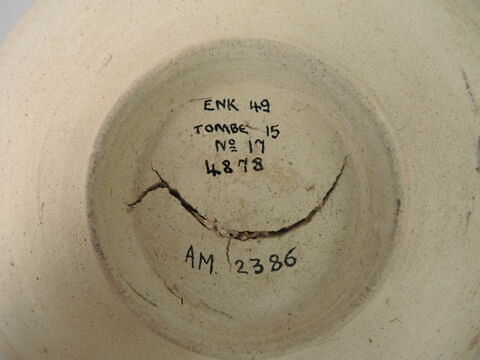 ENK 49
TOMBE 15
Nº 17
4878
AM. 2386